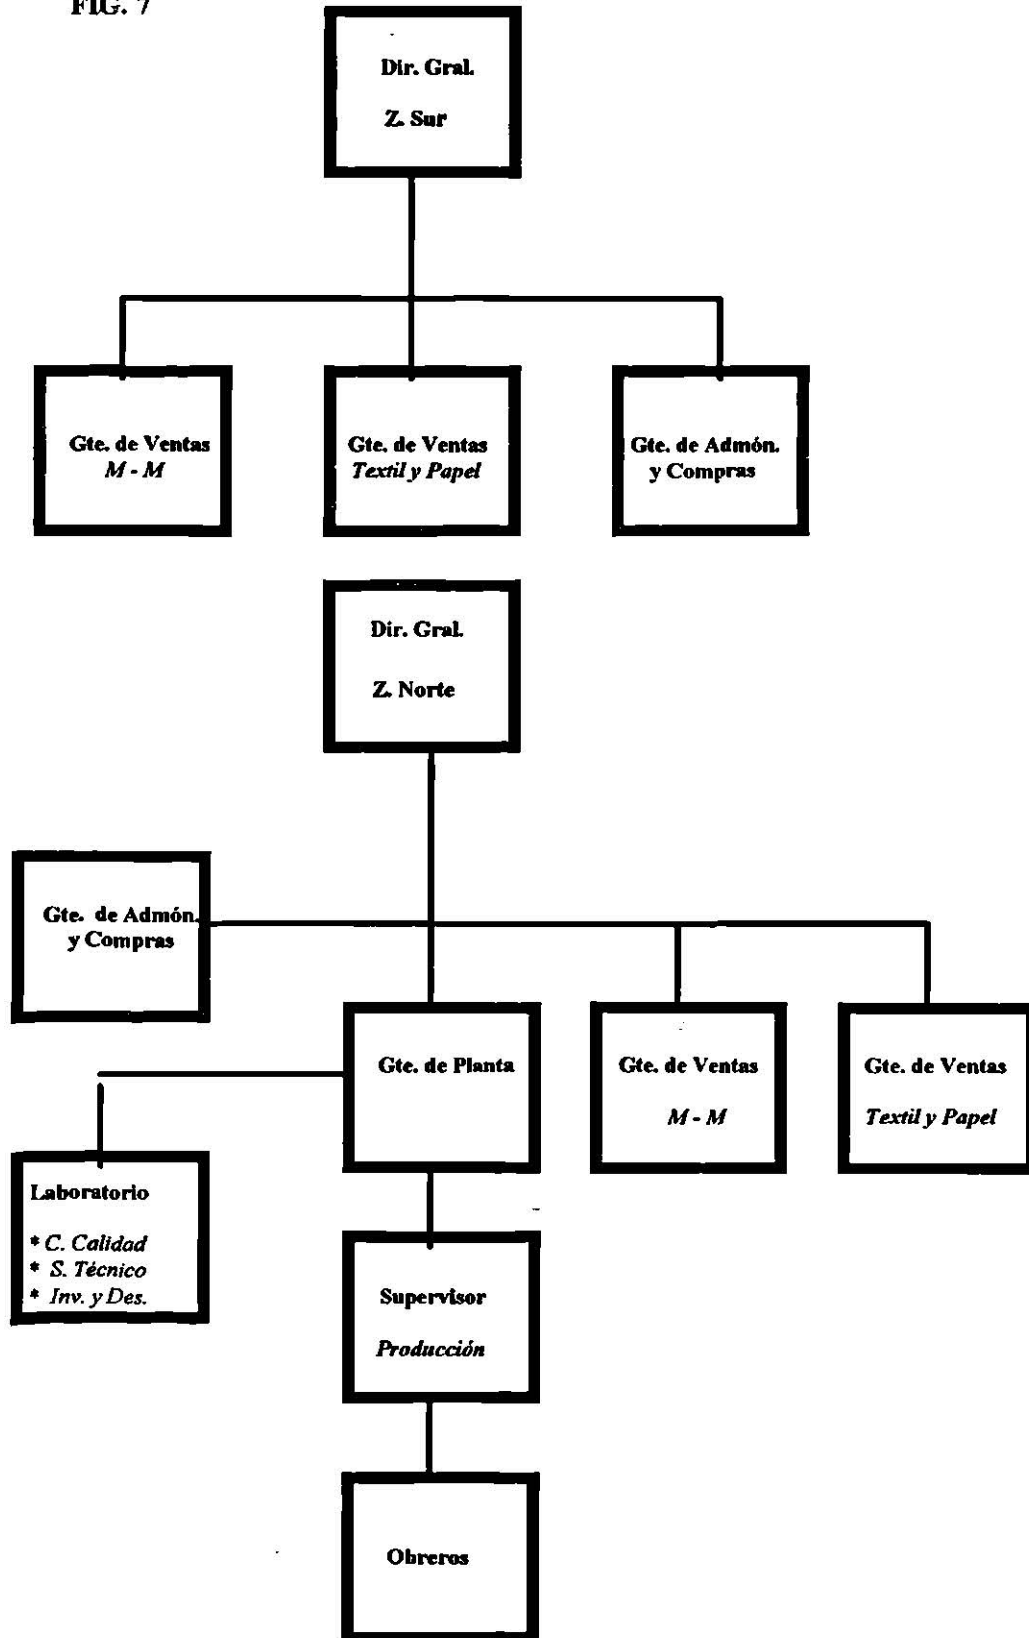 FIG. 7
Dir. Gral.
Z. Sur
Gte. de Ventas
M - M
Gte. de Ventas
Textil y Papel
Gte. de Admón.
y Compras
Dir. Gral.
Z. Norte
Gte. de Admón.
y Compras
Gte. de Planta
Gte. de Ventas
M - M
Gte. de Ventas
Textil y Papel
Laboratorio
* C. Calidad
* S. Técnico
* Inv. y Des.
Supervisor
Producción
Obreros